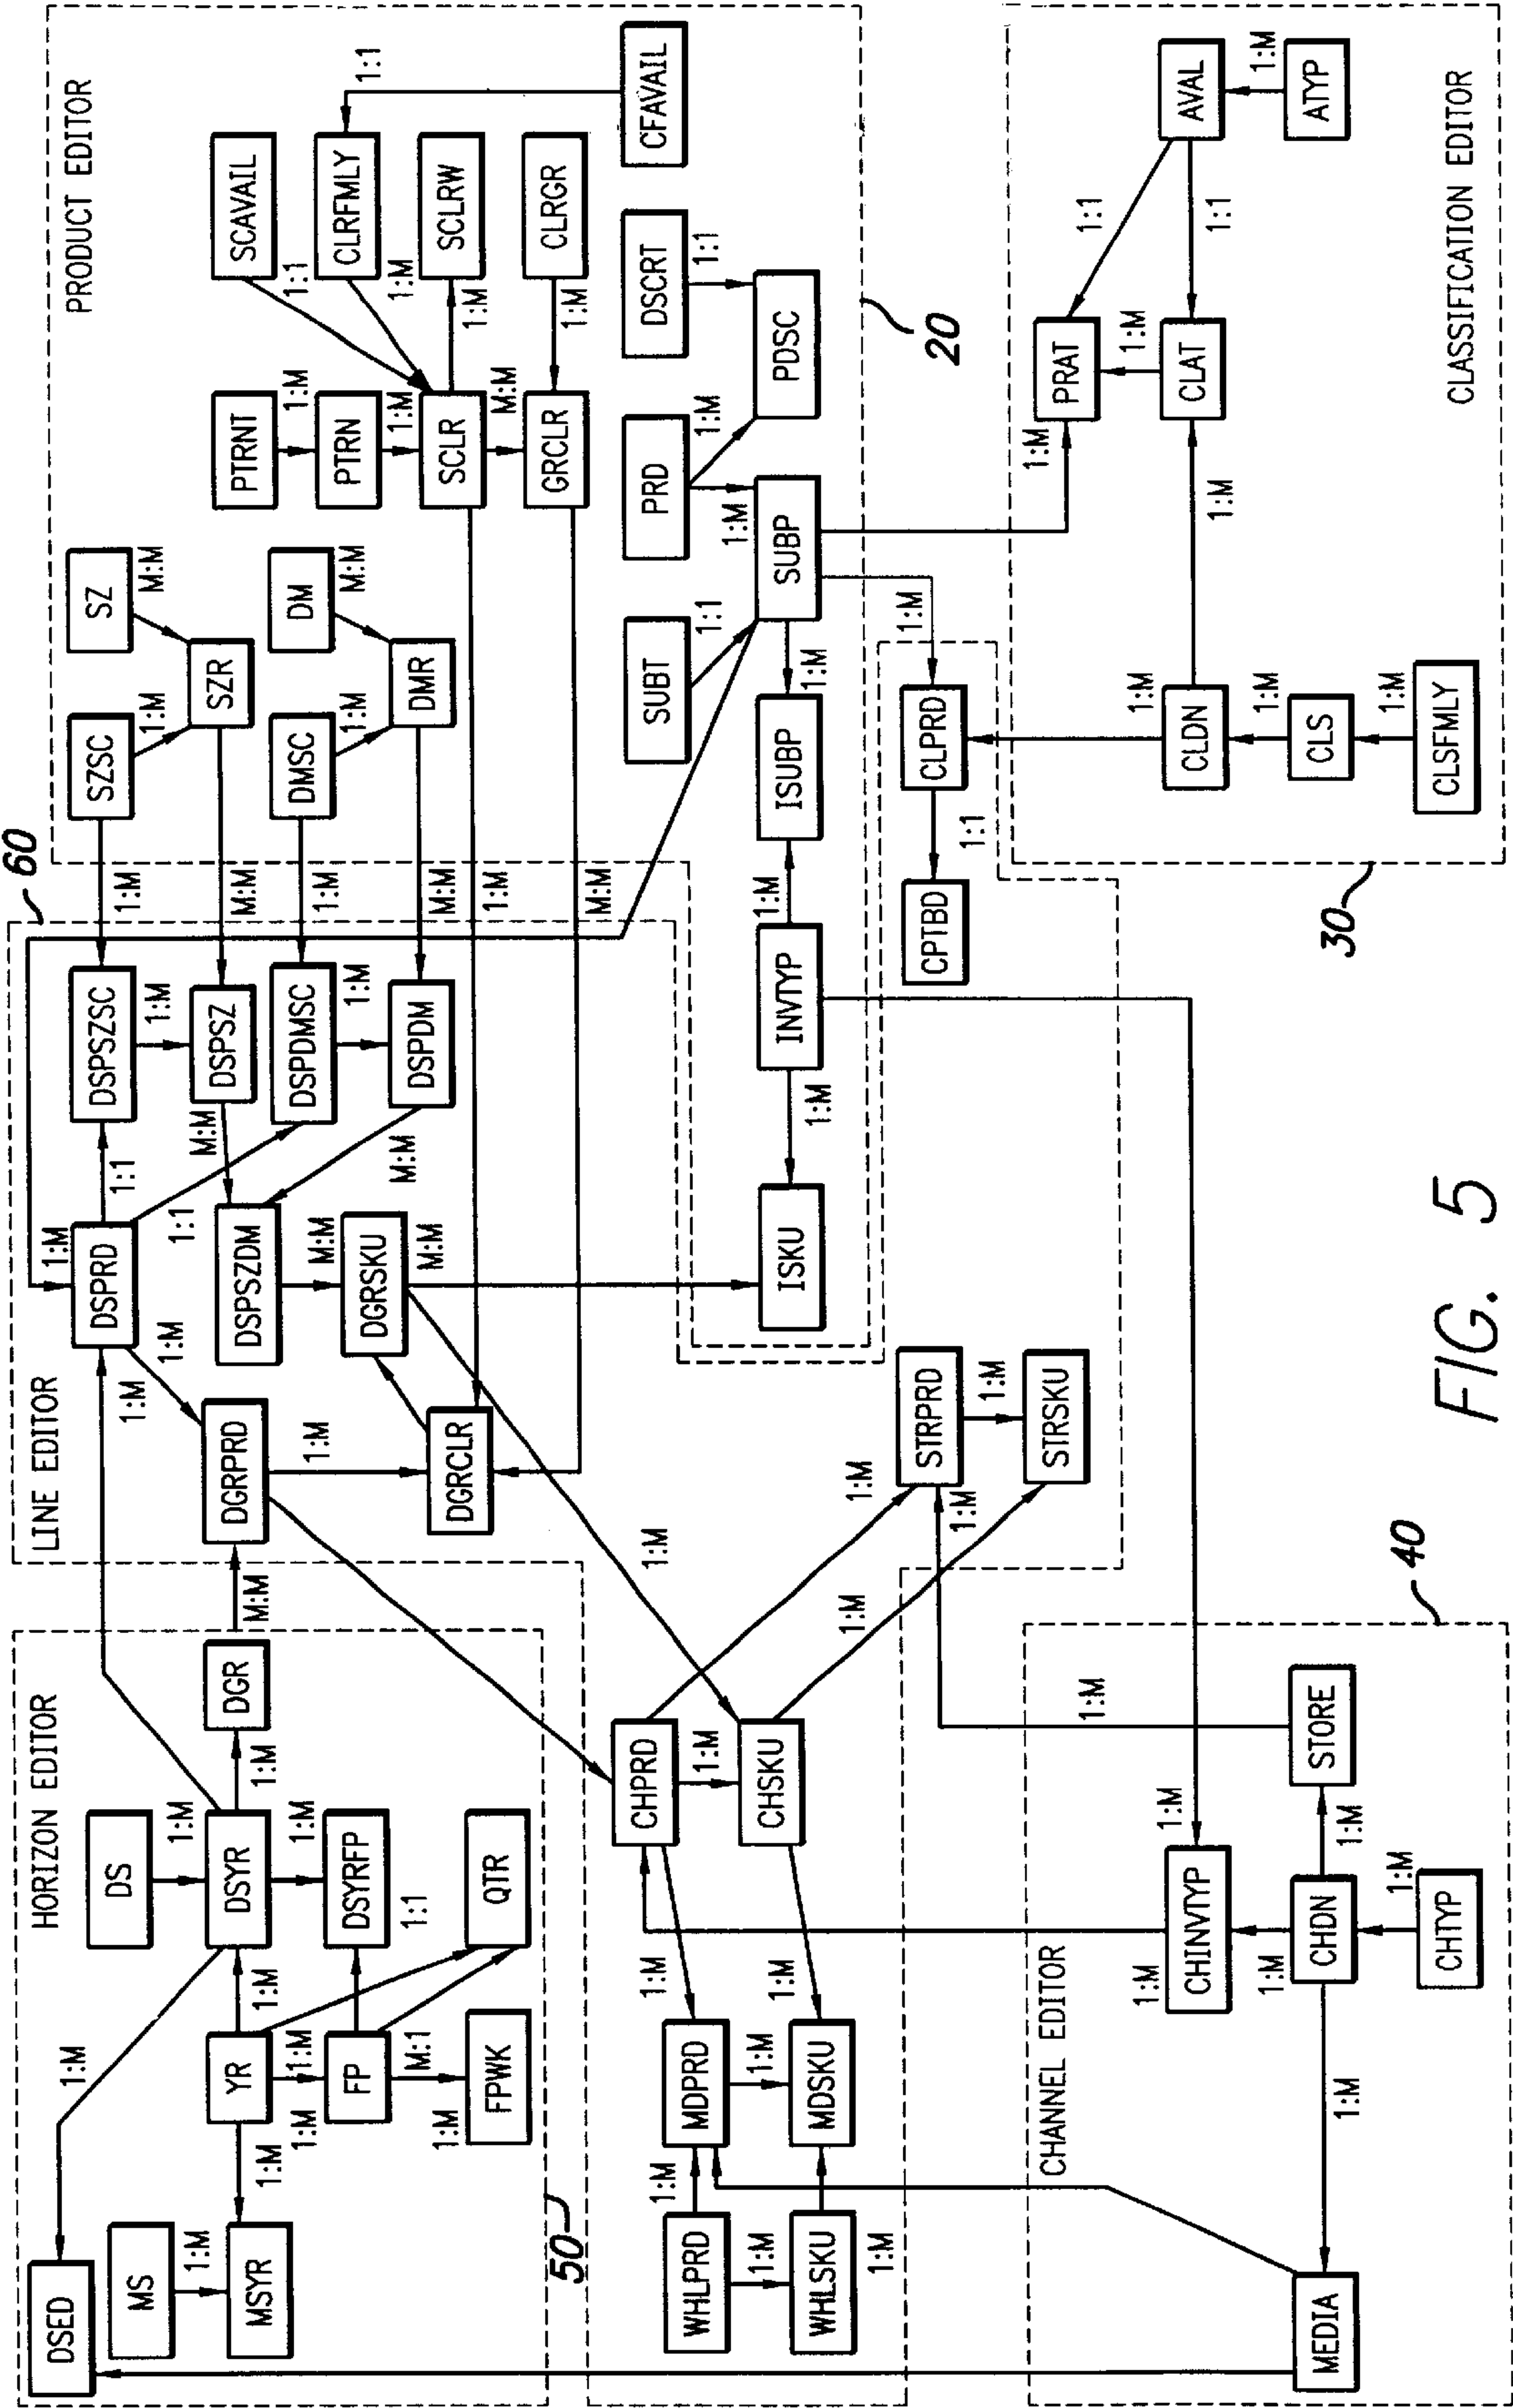 HORIZON EDITOR
DSED
1:M
MS
1:M
MSYR
1:M
YR
1:M
1:M
1:M
DS
1:M
DSYR
1:M
1:M
DSYRFP
1:1
FP
M:1
1:M
FPWK
QTR
DGR
M:M
50
LINE EDITOR
60
1:M
1:M
DSPRD
1:M
1:1
1:1
DGRPRD
1:M
DSPSZSC
1:M
DSPSZ
M:M
DSPDMSC
1:M
DSPDM
M:M
DSPSZDM
M:M
DGRSKU
M:M
DGRCLR
1:M
M:M
1:M
M:M
1:M
M:M
PRODUCT EDITOR
SZSC
1:M
SZ
M:M
SZR
DMSC
1:M
DM
M:M
DMR
PTRNT
1:M
PTRN
1:M
SCLR
M:M
GRCLR
SCAVAIL
1:1
CLRFMLY
1:M
1:1
SCLRW
1:M
CLRGR
1:M
CFAVAIL
SUBT
1:1
PRD
1:M
1:M
DSCRT
1:1
SUBP
PDSC
ISUBP
1:M
1:M
INVTYP
1:M
ISKU
20
1:M
CHPRD
1:M
CHSKU
1:M
1:M
MDPRD
1:M
MDSKU
1:M
WHLPRD
1:M
WHLSKU
1:M
1:M
1:M
STRPRD
1:M
STRSKU
1:M
CPTBD
1:1
CLPRD
1:M
CHANNEL EDITOR
MEDIA
1:M
CHINVTYP
1:M
1:M
1:M
CHDN
1:M
1:M
CHTYP
STORE
1:M
40
CLASSIFICATION EDITOR
30
CLDN
1:M
1:M
CLS
1:M
CLSFMLY
1:M
PRAT
1:M
1:M
CLAT
1:1
1:1
AVAL
1:M
ATYP
FIG. 5